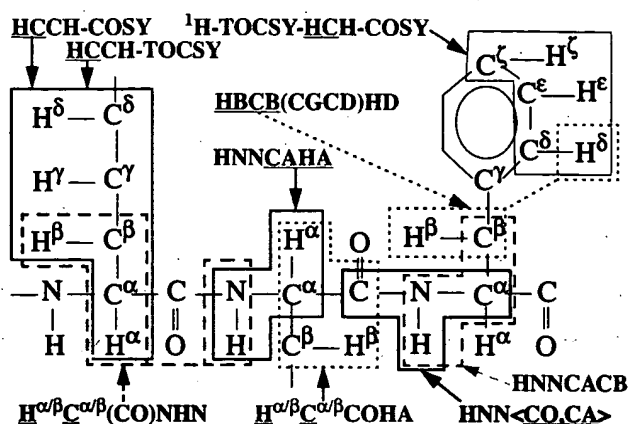 HCCH-COSY ¹H-TOCSY-HCH-COSY
HCCH-TOCSY
Cζ—Hζ
Hδ—Cδ Cε—Hε
HBCB(CGCD)HD
Cδ—Hδ
HNNCAHA
Hγ—Cγ Cγ
Hβ—Cβ Hα O Hβ—Cβ
—N—Cα—C—N—Cα—C—N—Cα—C
H Hα O H Cβ—Hβ H Hα O
HNNCACB
Hα/βCα/β(CO)NHN Hα/βCα/βCOHA HNN<CO,CA>